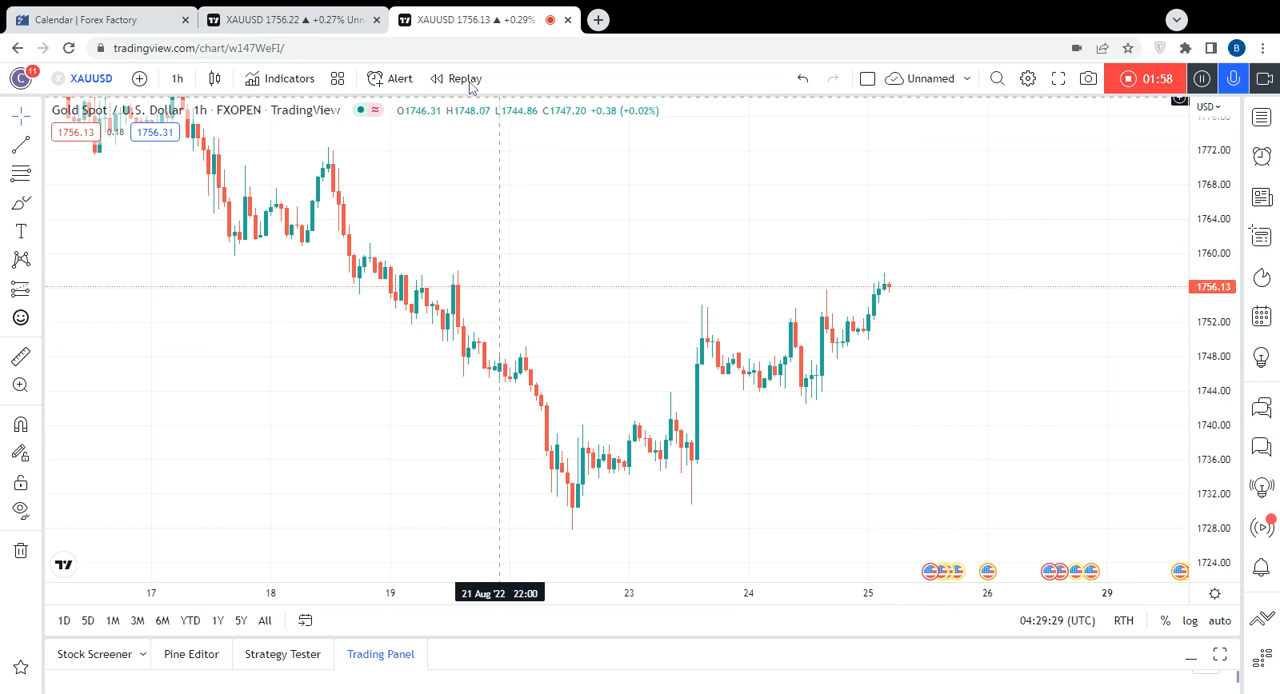 Calendar | Forex Factory
XAUUSD 1756.22 ▲ +0.27% Unn
XAUUSD 1756.13 ▲ +0.29%
tradingview.com/chart/w147WeFI/
B
C
11
XAUUSD
1h
Indicators
Alert
Replay
Unnamed
01:58
Gold Spot / U.S. Dollar · 1h · FXOPEN · TradingView
O1746.31 H1748.07 L1744.86 C1747.20 +0.38 (+0.02%)
1756.13
0.18
1756.31
USD
1776.00
1772.00
1768.00
1764.00
1760.00
1756.13
1752.00
1748.00
1744.00
1740.00
1736.00
1732.00
1728.00
1724.00
17
18
19
21 Aug '22 22:00
23
24
25
26
29
1D
5D
1M
3M
6M
YTD
1Y
5Y
All
04:29:29 (UTC)
RTH
%
log
auto
Stock Screener
Pine Editor
Strategy Tester
Trading Panel